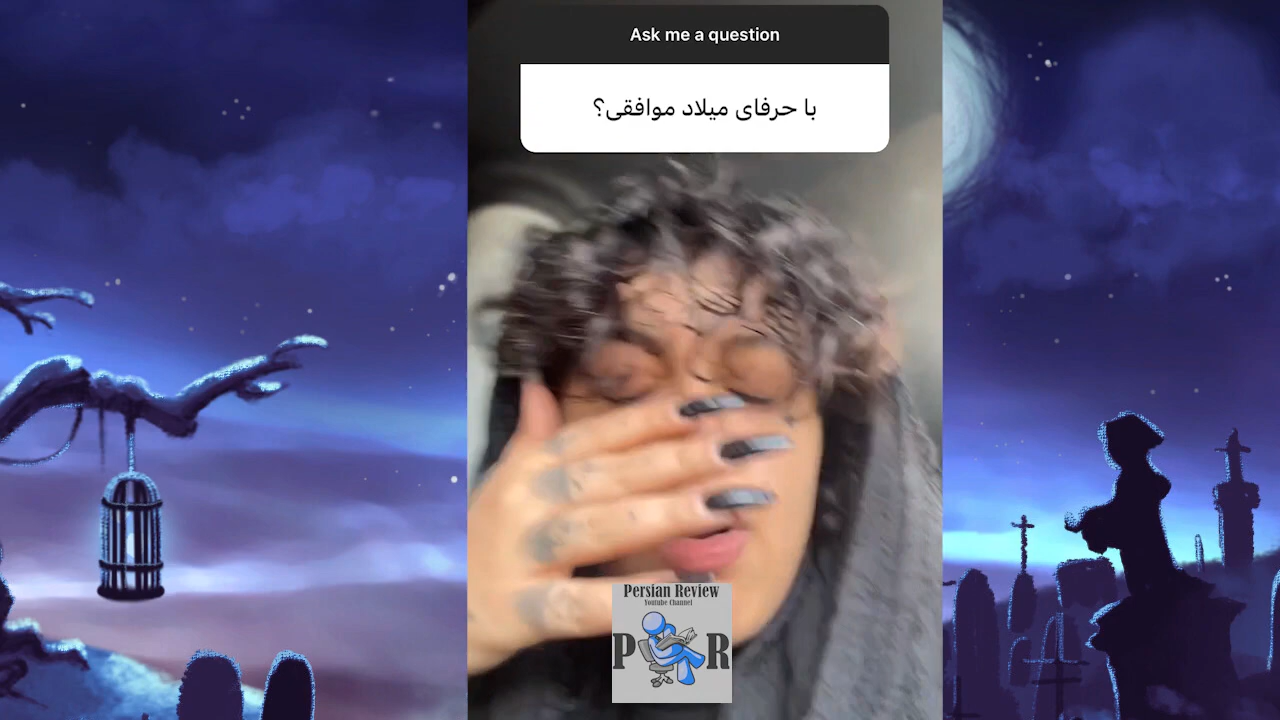 Ask me a question
با حرفای میلاد موافقی؟
Persian Review
Youtube Channel
P R